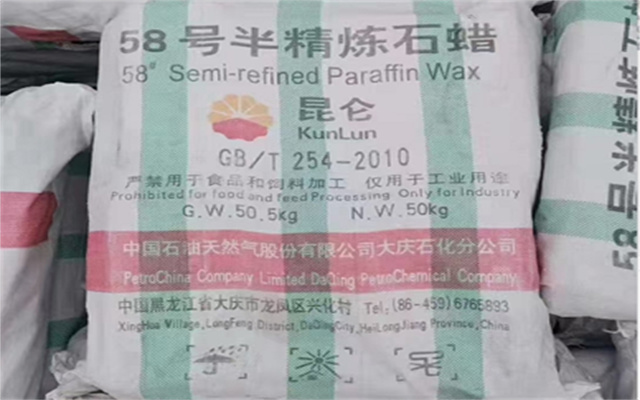 58号半精炼石蜡
58# Semi-refined Paraffin Wax
昆仑
KunLun
GB/T 254-2010
严禁用于食品和饲料加工 仅用于工业用途
Prohibited for food and feed Processing Only for Industry
G.W.50.5kg N.W.50kg
中国石油天然气股份有限公司大庆石化分公司
PetroChina Company Limited DaQing PetroChemical Company
中国黑龙江省大庆市龙凤区兴化村 Tel:(86-459)6765893
XingHua Village,LongFeng District,DaQingCity,HeiLongJiang Province,China